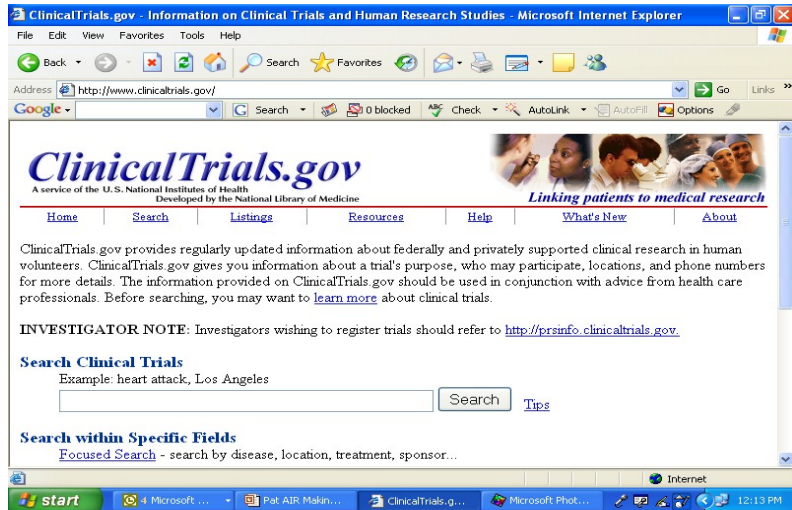 ClinicalTrials.gov - Information on Clinical Trials and Human Research Studies - Microsoft Internet Explorer
File Edit View Favorites Tools Help
Back Search Favorites
Address http://www.clinicaltrials.gov/ Go Links »
Google Search 0 blocked Check AutoLink AutoFill Options
ClinicalTrials.gov
A service of the U.S. National Institutes of Health
Developed by the National Library of Medicine
Linking patients to medical research
Home Search Listings Resources Help What's New About
ClinicalTrials.gov provides regularly updated information about federally and privately supported clinical research in human
volunteers. ClinicalTrials.gov gives you information about a trial's purpose, who may participate, locations, and phone numbers
for more details. The information provided on ClinicalTrials.gov should be used in conjunction with advice from health care
professionals. Before searching, you may want to learn more about clinical trials.
INVESTIGATOR NOTE: Investigators wishing to register trials should refer to http://prsinfo.clinicaltrials.gov.
Search Clinical Trials
Example: heart attack, Los Angeles
Search Tips
Search within Specific Fields
Focused Search - search by disease, location, treatment, sponsor...
Internet
start 4 Microsoft ... Pat AIR Makin... ClinicalTrials.g... Microsoft Phot... 12:13 PM